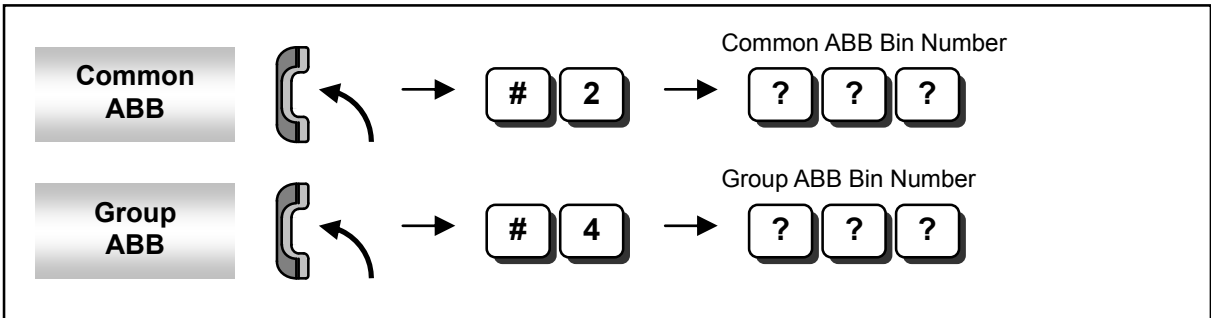 Common ABB Bin Number
Common
ABB
# 2 ? ? ?
Group ABB Bin Number
Group
ABB
# 4 ? ? ?